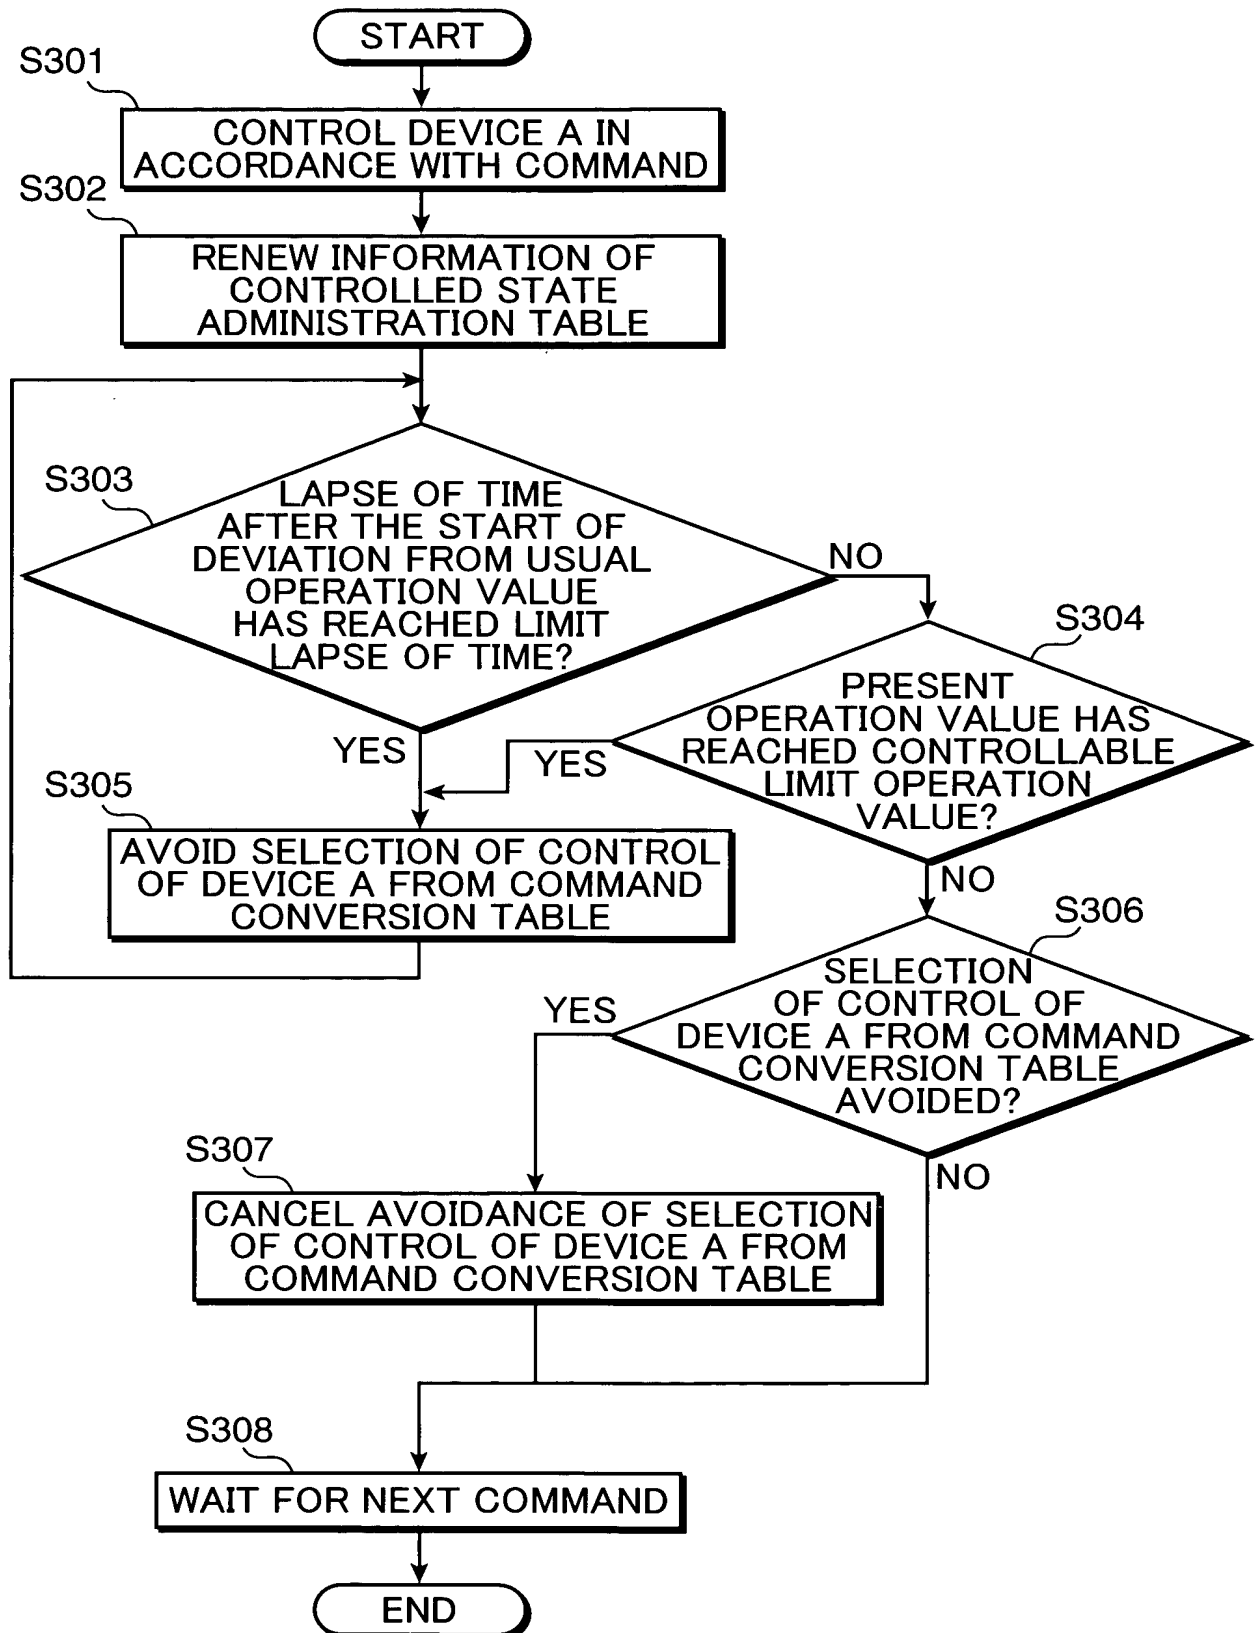 START
S301
CONTROL DEVICE A IN
ACCORDANCE WITH COMMAND
S302
RENEW INFORMATION OF
CONTROLLED STATE
ADMINISTRATION TABLE
S303
LAPSE OF TIME
AFTER THE START OF
DEVIATION FROM USUAL
OPERATION VALUE
HAS REACHED LIMIT
LAPSE OF TIME?
NO
S304
PRESENT
OPERATION VALUE HAS
REACHED CONTROLLABLE
LIMIT OPERATION
VALUE?
YES
YES
NO
S305
AVOID SELECTION OF CONTROL
OF DEVICE A FROM COMMAND
CONVERSION TABLE
S306
SELECTION
OF CONTROL OF
DEVICE A FROM COMMAND
CONVERSION TABLE
AVOIDED?
YES
NO
S307
CANCEL AVOIDANCE OF SELECTION
OF CONTROL OF DEVICE A FROM
COMMAND CONVERSION TABLE
S308
WAIT FOR NEXT COMMAND
END